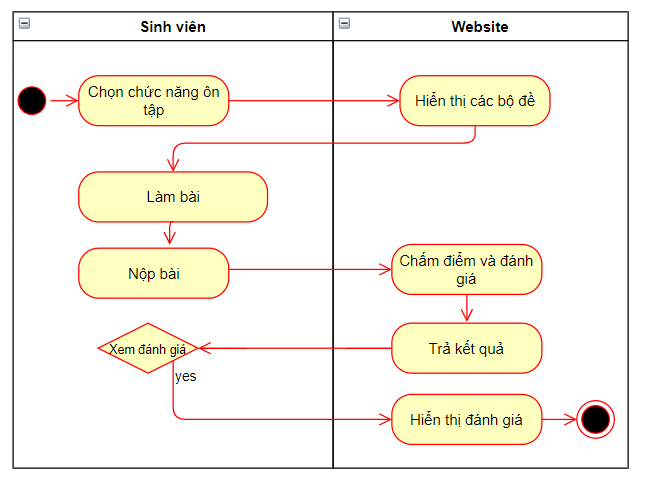 Sinh viên
Website
Chọn chức năng ôn
tập
Hiển thị các bộ đề
Làm bài
Nộp bài
Chấm điểm và đánh
giá
Xem đánh giá
Trả kết quả
yes
Hiển thị đánh giá